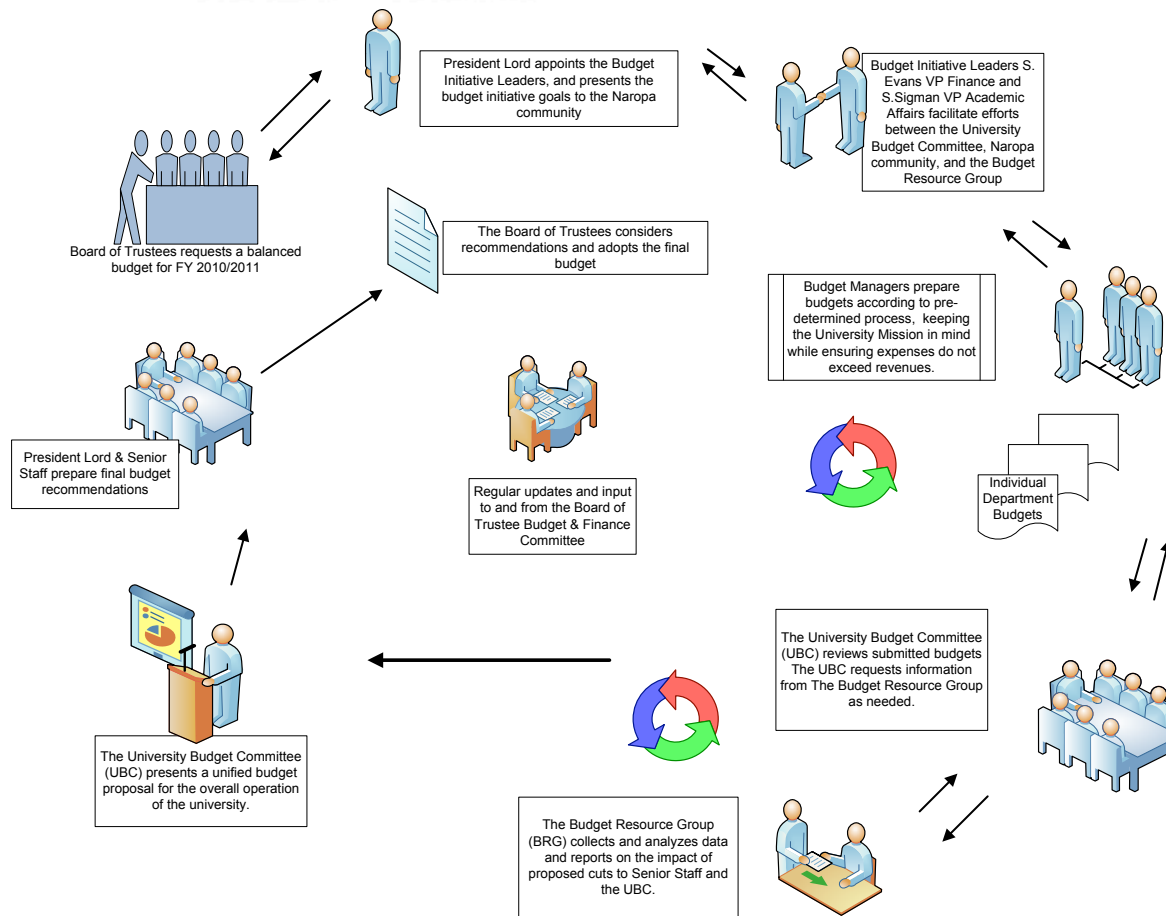 President Lord appoints the Budget
Initiative Leaders, and presents the
budget initiative goals to the Naropa
community
Budget Initiative Leaders S.
Evans VP Finance and
S.Sigman VP Academic
Affairs facilitate efforts
between the University
Budget Committee, Naropa
community, and the Budget
Resource Group
Board of Trustees requests a balanced
budget for FY 2010/2011
The Board of Trustees considers
recommendations and adopts the final
budget
Budget Managers prepare
budgets according to pre-
determined process,  keeping
the University Mission in mind
while ensuring expenses do not
exceed revenues.
President Lord & Senior
Staff prepare final budget
recommendations
Regular updates and input
to and from the Board of
Trustee Budget & Finance
Committee
Individual
Department
Budgets
The University Budget Committee
(UBC) reviews submitted budgets
The UBC requests information
from The Budget Resource Group
as needed.
The University Budget Committee
(UBC) presents a unified budget
proposal for the overall operation
of the university.
The Budget Resource Group
(BRG) collects and analyzes data
and reports on the impact of
proposed cuts to Senior Staff and
the UBC.